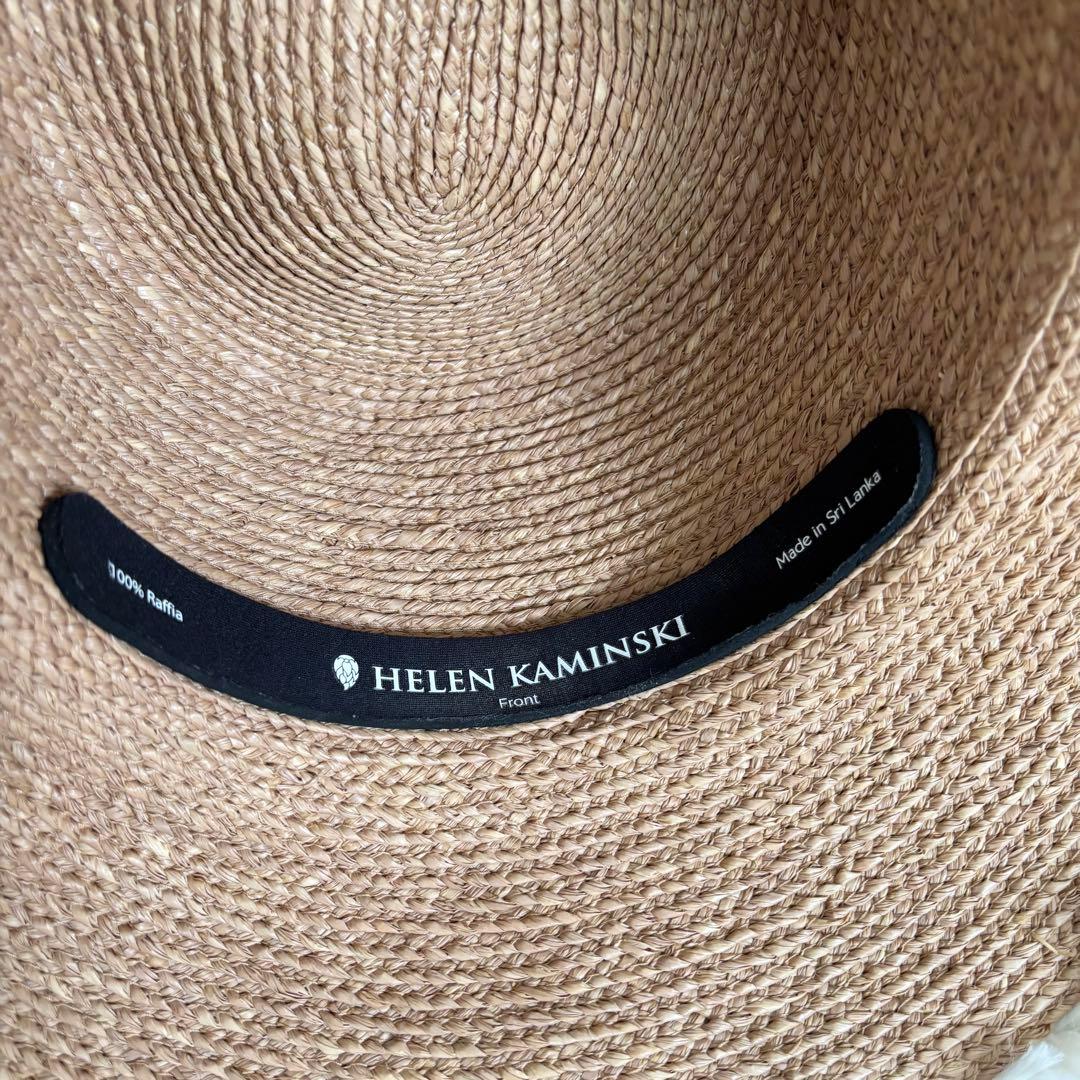 100% Raffia
HELEN KAMINSKI
Front
Made in Sri Lanka